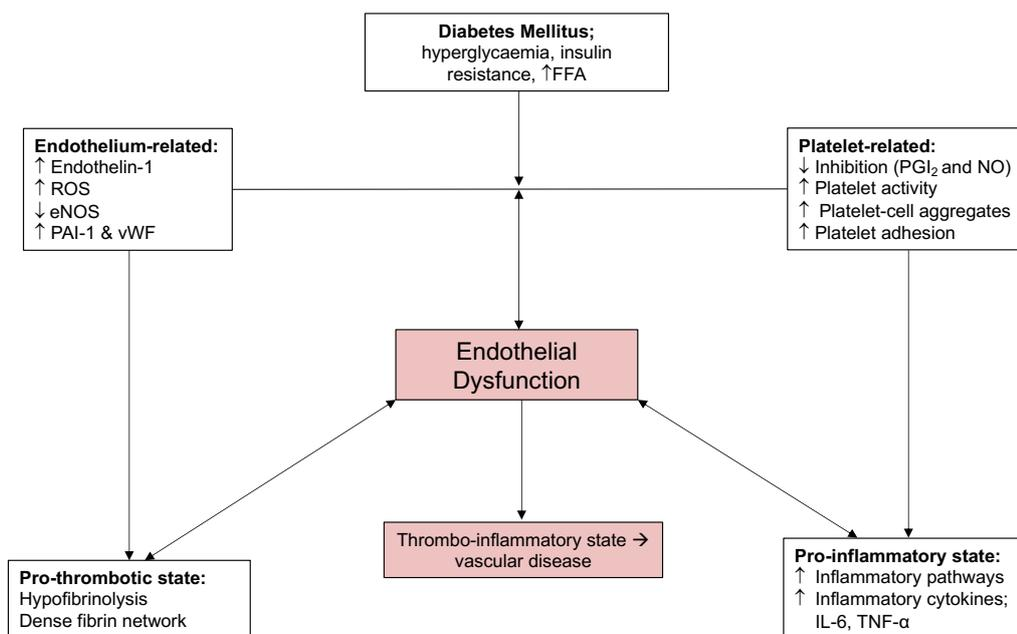 Diabetes Mellitus;
hyperglycaemia, insulin
resistance, ↑FFA
Endothelium-related:
↑ Endothelin-1
↑ ROS
↓ eNOS
↑ PAI-1 & vWF
Platelet-related:
↓ Inhibition (PGI₂ and NO)
↑ Platelet activity
↑ Platelet-cell aggregates
↑ Platelet adhesion
Endothelial
Dysfunction
Thrombo-inflammatory state →
vascular disease
Pro-thrombotic state:
Hypofibrinolysis
Dense fibrin network
Pro-inflammatory state:
↑ Inflammatory pathways
↑ Inflammatory cytokines;
IL-6, TNF-α